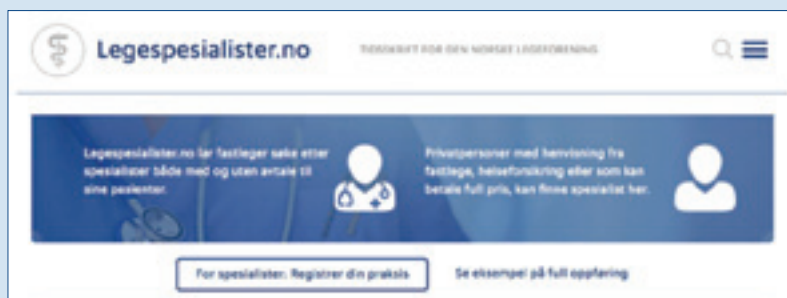 Legespesialister.no
TIDSSKRIFT FOR DEN NORSKE LEGEFORENING
Legespesialister.no lar fastleger søke etter
spesialister både med og uten avtale til
sine pasienter.
Privatpersoner med henvisning fra
fastlege, helseforsikring eller som kan
betale full pris, kan finne spesialist her.
For spesialister: Registrer din praksis
Se eksempel på full oppføring